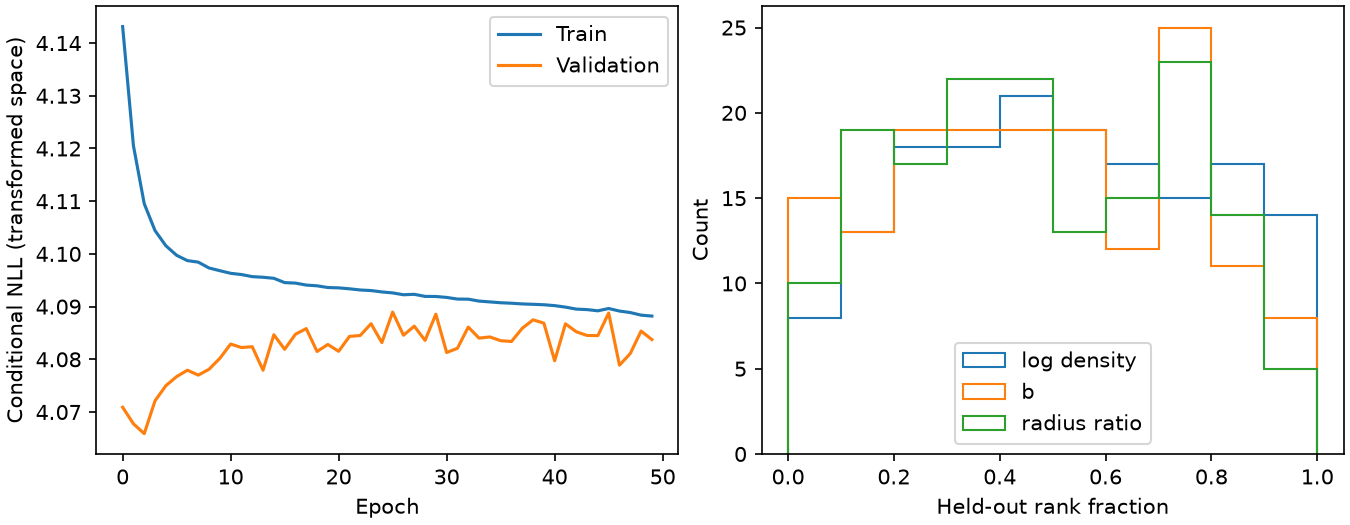 Conditional NLL (transformed space)
4.14
4.13
4.12
4.11
4.10
4.09
4.08
4.07
Train
Validation
0
10
20
30
40
50
Epoch
Count
25
20
15
10
5
0
log density
b
radius ratio
0.0
0.2
0.4
0.6
0.8
1.0
Held-out rank fraction